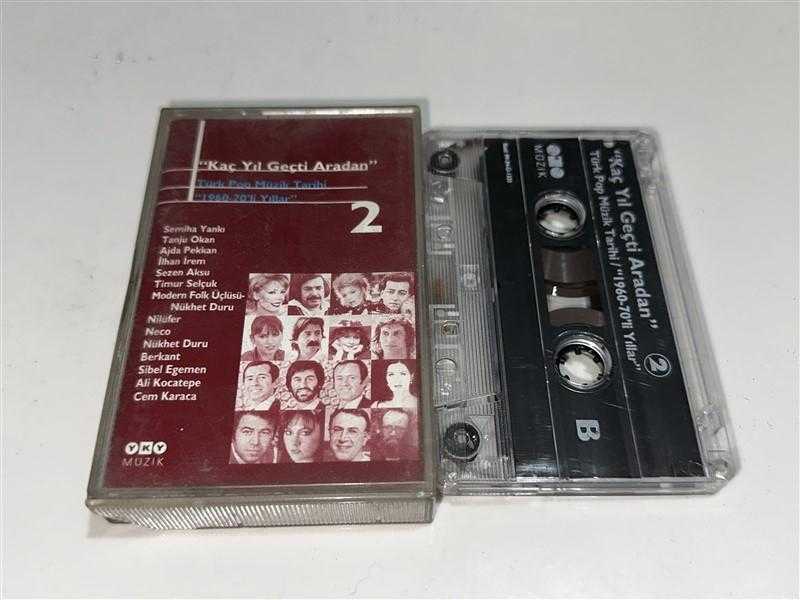 "Kaç Yıl Geçti Aradan"
Türk Pop Müzik Tarihi
"1960-70'li Yıllar"
2
Semiha Yankı
Tanju Okan
Ajda Pekkan
İlhan İrem
Sezen Aksu
Timur Selçuk
Modern Folk Üçlüsü-
Nükhet Duru
Nilüfer
Neco
Nükhet Duru
Berkant
Sibel Egemen
Ali Kocatepe
Cem Karaca
YKY
MÜZİK
MÜZİK
"Kaç Yıl Geçti Aradan" 2
Türk Pop Müzik Tarihi / "1960-70'li Yıllar"
B